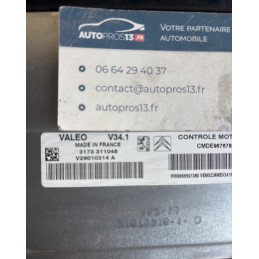 AUTOPROS13.FR
VOTRE PARTENAIRE
AUTOMOBILE
06 64 29 40 37
contact@autopros13.fr
autopros13.fr
VALEO V34.1
MADE IN FRANCE
3173 311048
V29010314 A
CONTROLE MOT